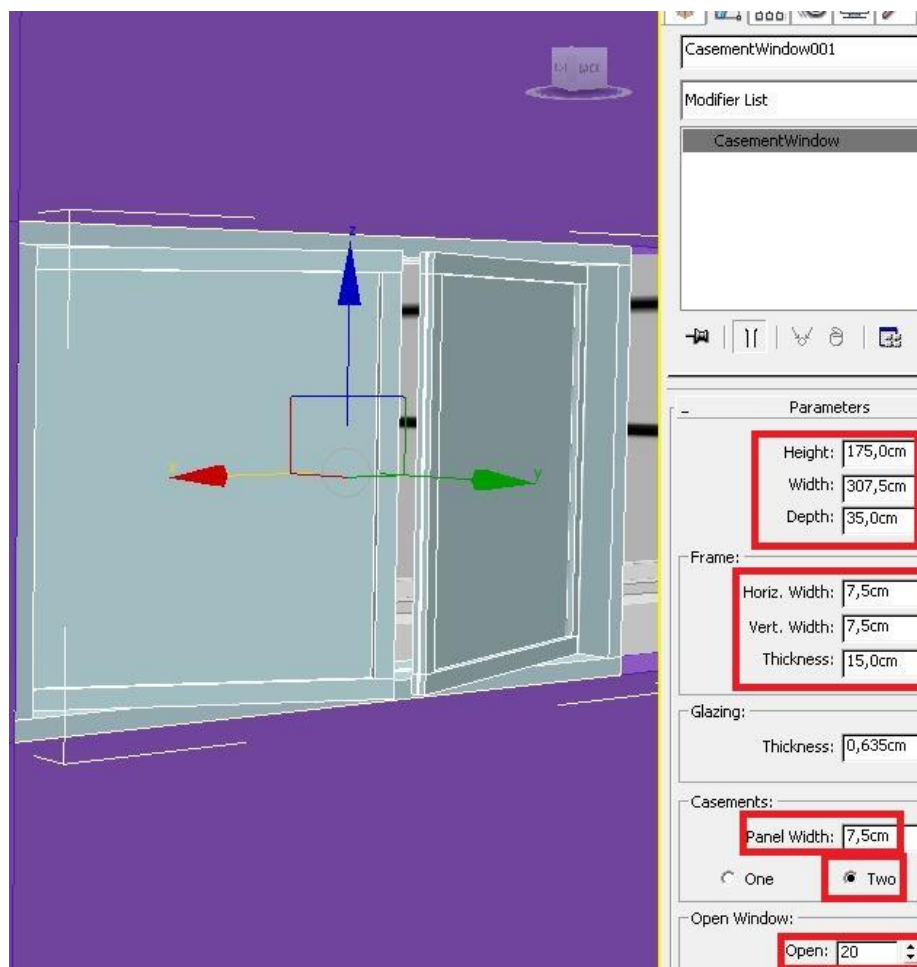 CasementWindow001
Modifier List
CasementWindow
BACK
z
x
y
- Parameters
Height: 175,0cm
Width: 307,5cm
Depth: 35,0cm
Frame:
Horiz. Width: 7,5cm
Vert. Width: 7,5cm
Thickness: 15,0cm
Glazing:
Thickness: 0,635cm
Casements:
Panel Width: 7,5cm
One Two
Open Window:
Open: 20